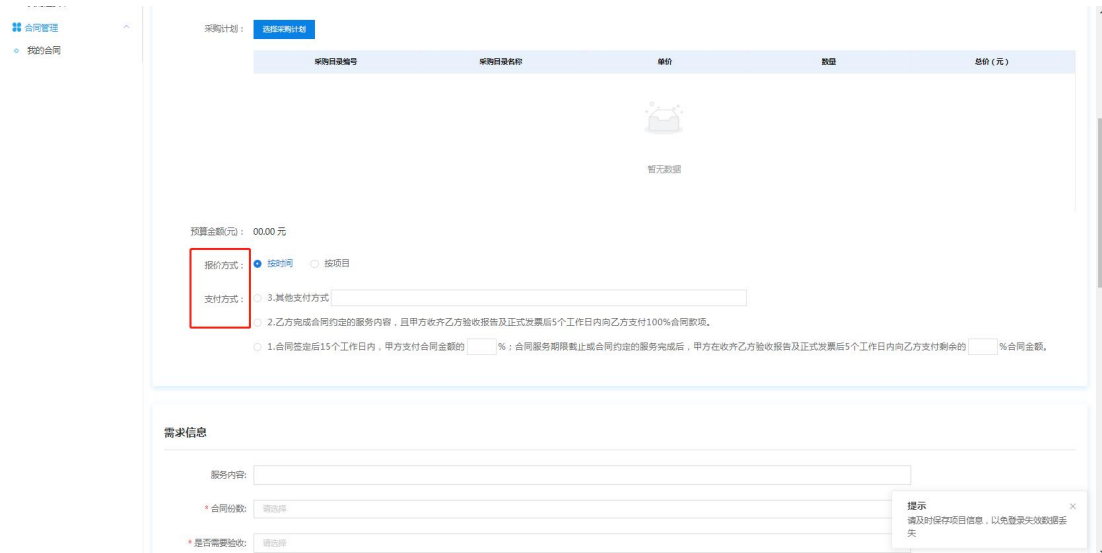 合同管理
我的合同
采购计划： 选择采购计划
采购目录编号 采购目录名称 单价 数量 总价（元）
暂无数据
预算金额(元)： 00.00 元
报价方式： 按时间 按项目
支付方式： 3.其他支付方式
2.乙方完成合同约定的服务内容，且甲方收齐乙方验收报告及正式发票后5个工作日内向乙方支付100%合同款项。
1.合同签定后15个工作日内，甲方支付合同金额的 %；合同服务期限截止或合同约定的服务完成后，甲方在收齐乙方验收报告及正式发票后5个工作日内向乙方支付剩余的 %合同金额。
需求信息
服务内容:
* 合同份数: 请选择
* 是否需要验收: 请选择
提示
请及时保存项目信息，以免登录失效数据丢
失